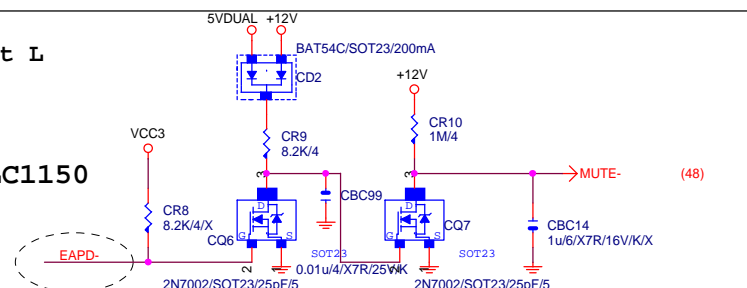 5VDUAL +12V
t L
BAT54C/SOT23/200mA
CD2
+12V
CR10
1M/4
VCC3
CR9
8.2K/4
C1150
3
3
MUTE- (48)
CBC99
CR8
8.2K/4/X
D
D
CQ6
CQ7
CBC14
1u/6/X7R/16V/K/X
G S
G S
EAPD-
SOT23
SOT23
0.01u/4/X7R/25V/K
2 1
2 1
2N7002/SOT23/25pF/5
2N7002/SOT23/25pF/5